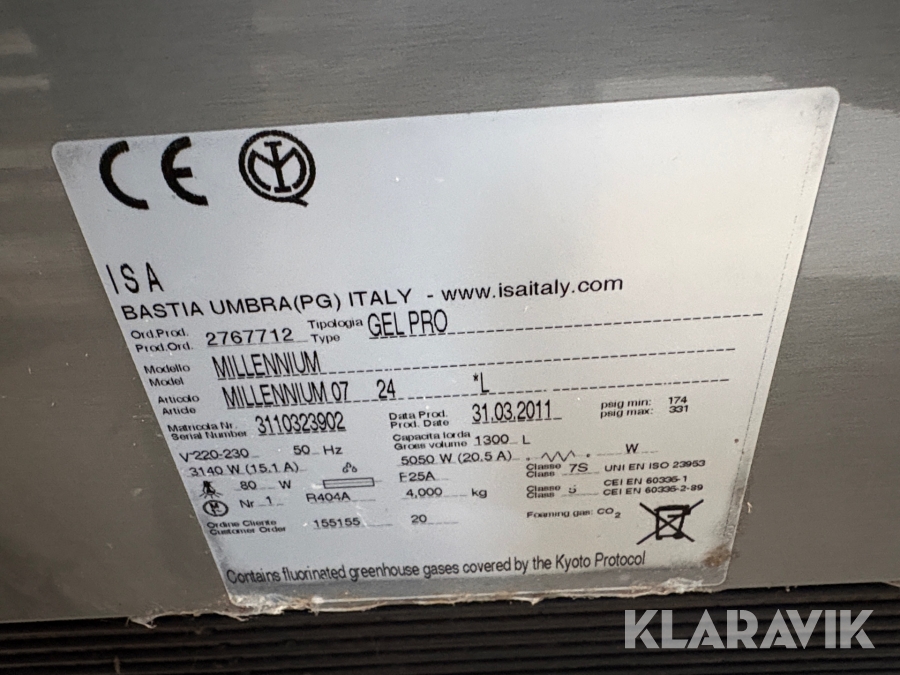 CE IMQ
ISA
BASTIA UMBRA(PG) ITALY - www.isaitaly.com
Ord.Prod. Prod.Ord. 2767712 Tipologia Type GEL PRO
Modello Model MILLENNIUM
Articolo Article MILLENNIUM 07 24 *L
Matricola Nr. Serial Number 3110323902 Data Prod. Prod. Date 31.03.2011 psig min: 174 psig max: 331
V~220-230 50 Hz Capacita lorda Gross volume 1300 L
3140 W (15.1 A) 5050 W (20.5 A) W
80 W F25A Classe Class 7S UNI EN ISO 23953
Nr 1 R404A 4,000 kg Classe Class 5 CEI EN 60335-1 CEI EN 60335-2-89
Ordine Cliente Customer Order 155155 20 Foaming gas: CO2
Contains fluorinated greenhouse gases covered by the Kyoto Protocol
KLARAVIK